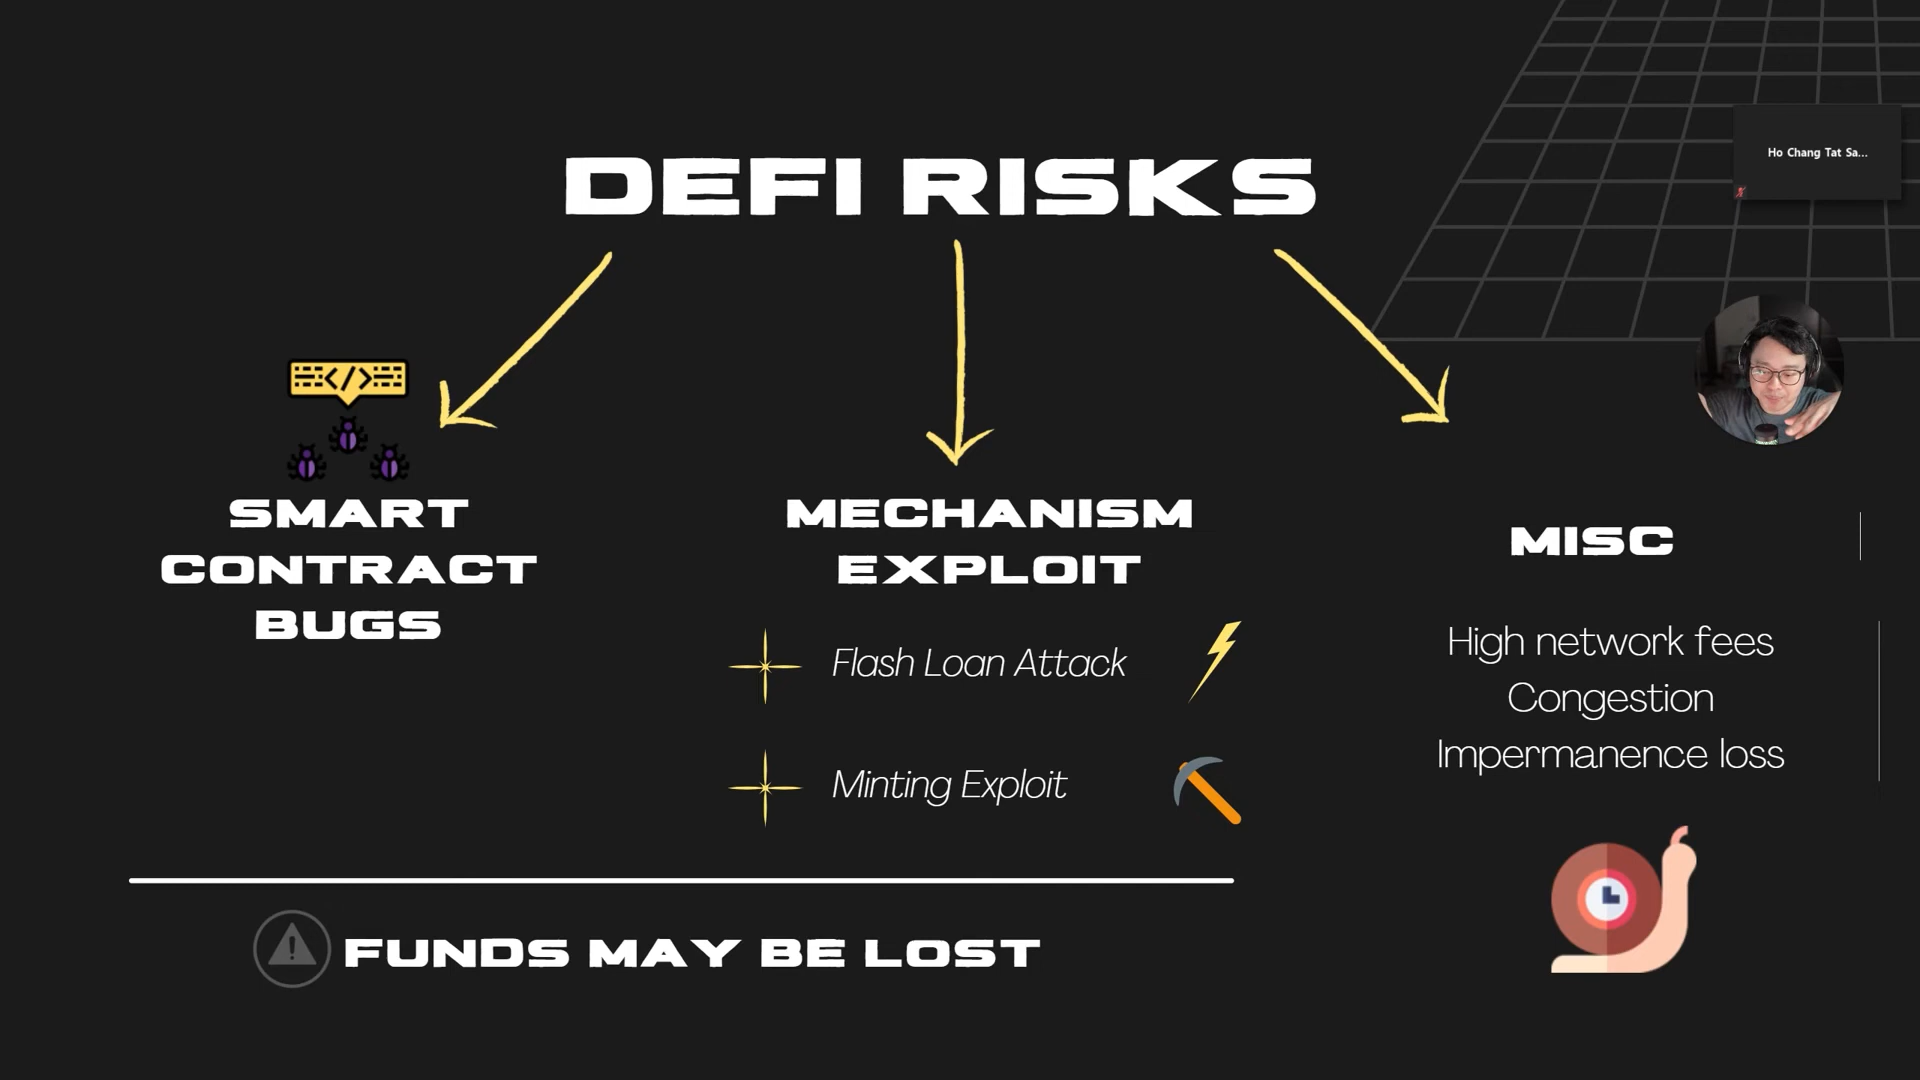 DEFI RISKS
Ho Chang Tat Sa...
</>
SMART
CONTRACT
BUGS
MECHANISM
EXPLOIT
Flash Loan Attack
Minting Exploit
MISC
High network fees
Congestion
Impermanence loss
FUNDS MAY BE LOST